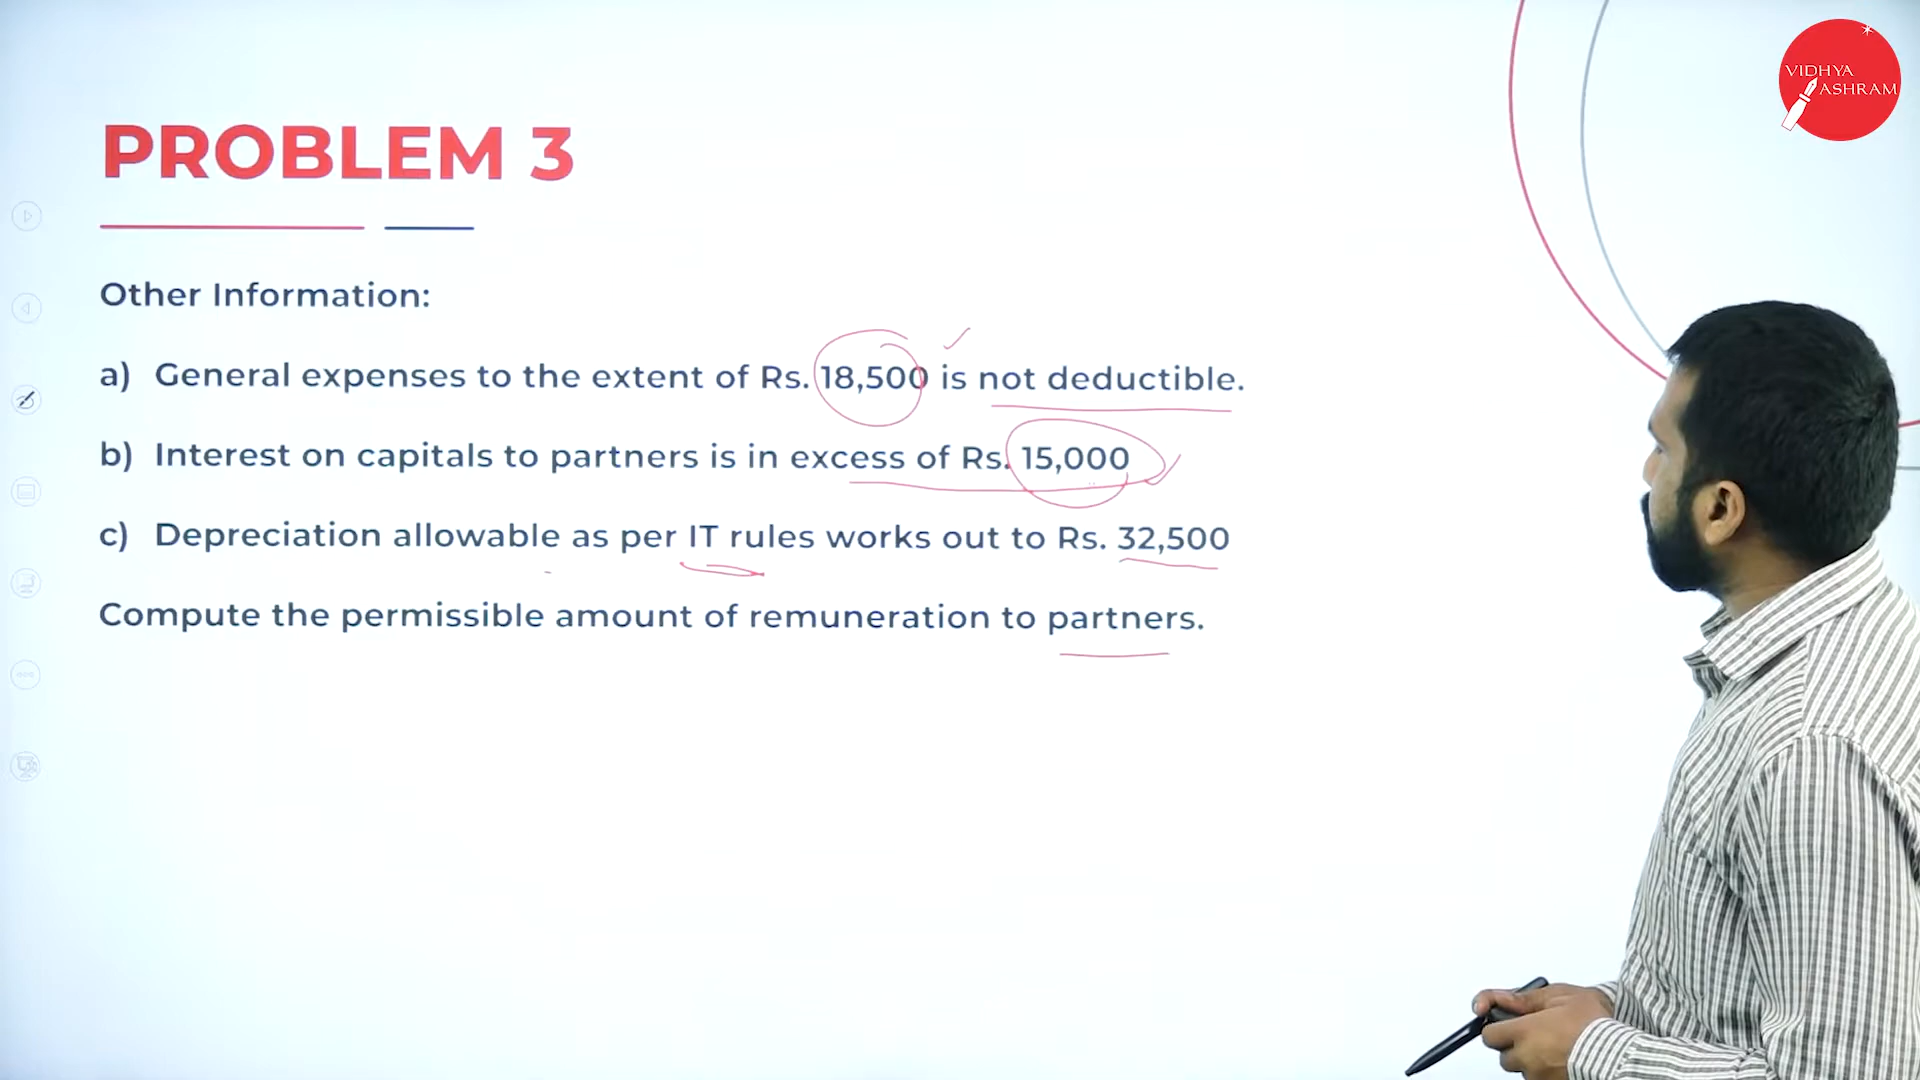 VIDHYA
ASHRAM
PROBLEM 3
Other Information:
a) General expenses to the extent of Rs. 18,500 is not deductible.
b) Interest on capitals to partners is in excess of Rs. 15,000
c) Depreciation allowable as per IT rules works out to Rs. 32,500
Compute the permissible amount of remuneration to partners.